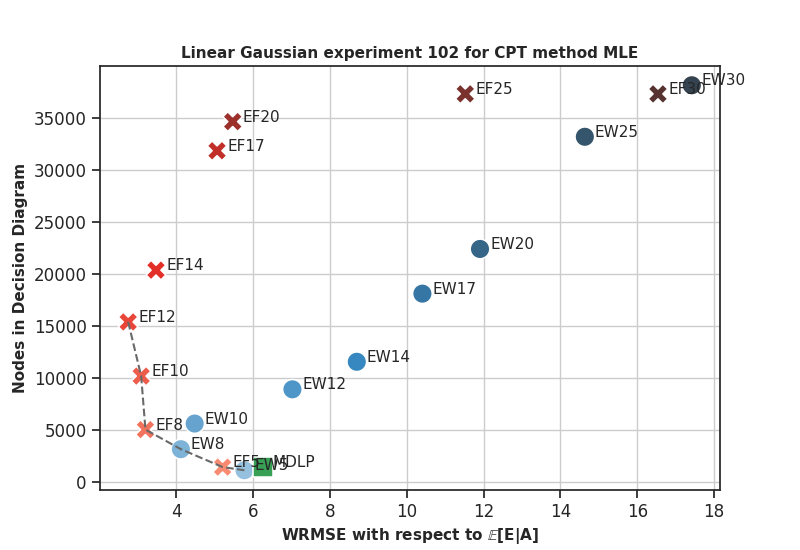 Linear Gaussian experiment 102 for CPT method MLE
Nodes in Decision Diagram
35000
30000
25000
20000
15000
10000
5000
0
EW30
EF25
EF30
EF20
EW25
EF17
EW20
EF14
EW17
EF12
EW14
EF10
EW12
EW10
EF8
EW8
EF5
EW5
MDLP
4
6
8
10
12
14
16
18
WRMSE with respect to 𝔼[E|A]